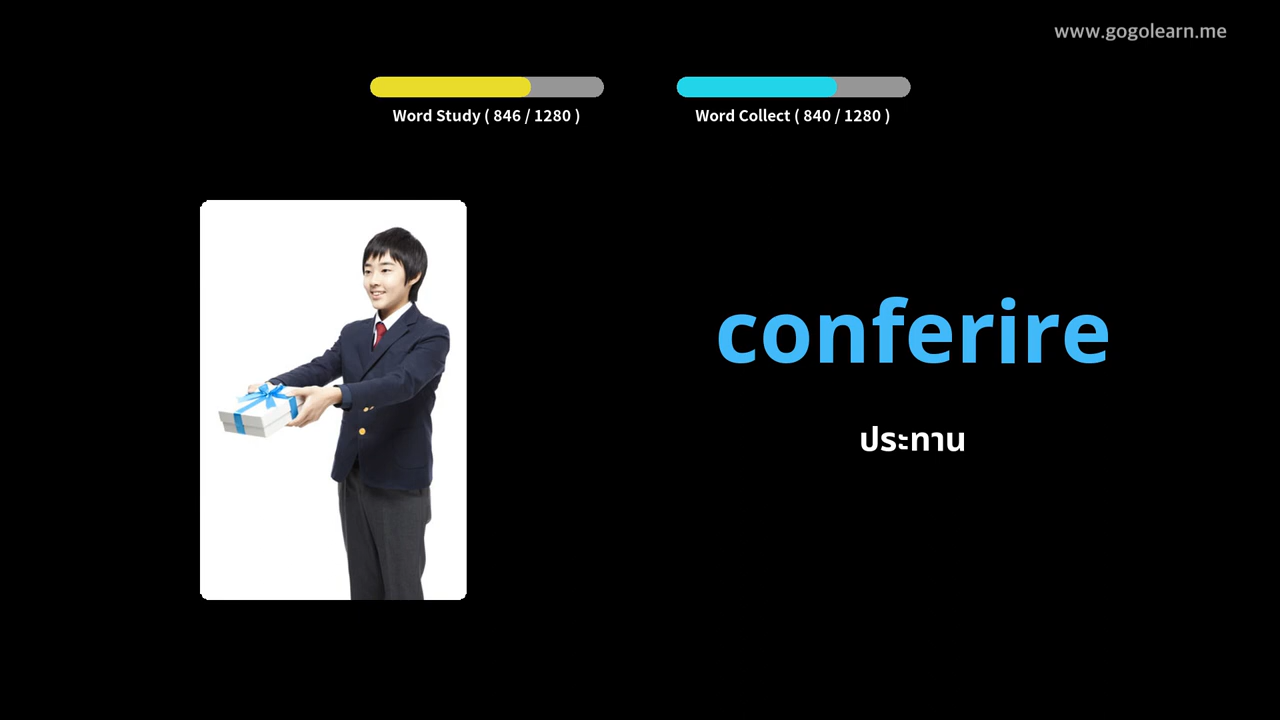 www.gogolearn.me
Word Study ( 846 / 1280 )
Word Collect ( 840 / 1280 )
conferire
ประทาน